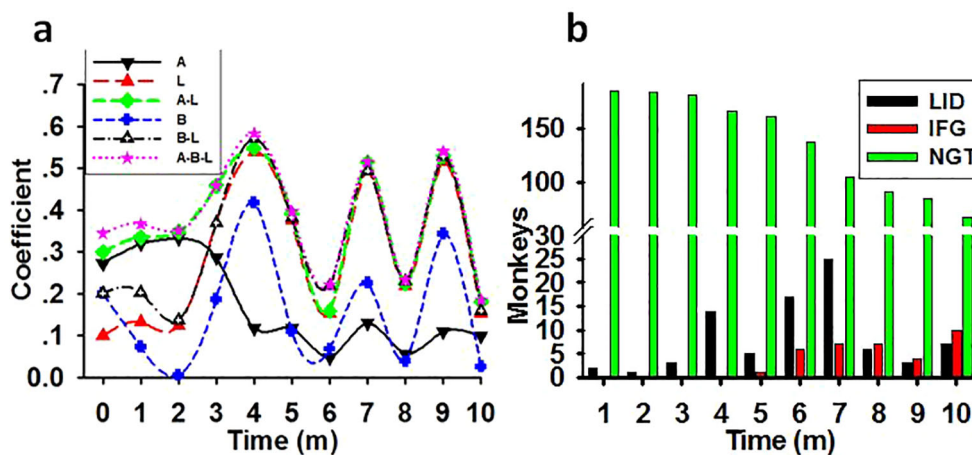 a
A
L
A-L
B
B-L
A-B-L
.7
.6
.5
.4
.3
.2
.1
0.0
Coefficient
0 1 2 3 4 5 6 7 8 9 10
Time (m)
b
LID
IFG
NGT
150
100
30
25
20
15
10
5
0
Monkeys
1 2 3 4 5 6 7 8 9 10
Time (m)